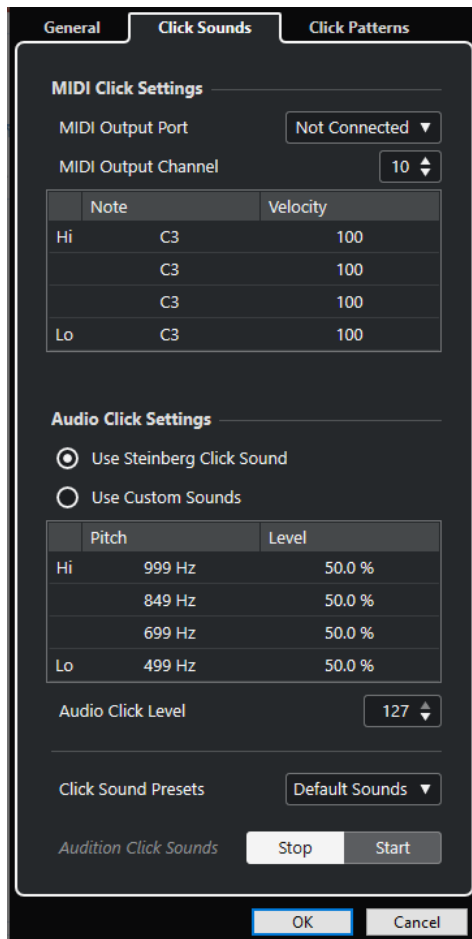 General Click Sounds Click Patterns
MIDI Click Settings
MIDI Output Port Not Connected
MIDI Output Channel 10
Note Velocity
Hi C3 100
C3 100
C3 100
Lo C3 100
Audio Click Settings
Use Steinberg Click Sound
Use Custom Sounds
Pitch Level
Hi 999 Hz 50.0 %
849 Hz 50.0 %
699 Hz 50.0 %
Lo 499 Hz 50.0 %
Audio Click Level 127
Click Sound Presets Default Sounds
Audition Click Sounds Stop Start
OK Cancel